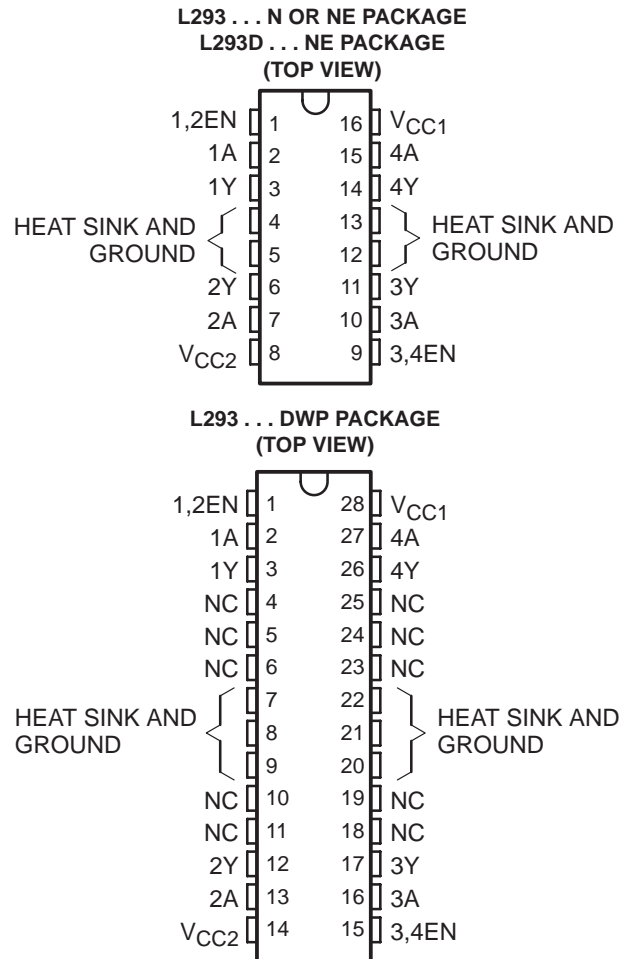 L293 . . . N OR NE PACKAGE
L293D . . . NE PACKAGE
(TOP VIEW)
1,2EN 1 16 VCC1
1A 2 15 4A
1Y 3 14 4Y
HEAT SINK AND GROUND 4 5 13 12 HEAT SINK AND GROUND
2Y 6 11 3Y
2A 7 10 3A
VCC2 8 9 3,4EN
L293 . . . DWP PACKAGE
(TOP VIEW)
1,2EN 1 28 VCC1
1A 2 27 4A
1Y 3 26 4Y
NC 4 25 NC
NC 5 24 NC
NC 6 23 NC
HEAT SINK AND GROUND 7 8 9 22 21 20 HEAT SINK AND GROUND
NC 10 19 NC
NC 11 18 NC
2Y 12 17 3Y
2A 13 16 3A
VCC2 14 15 3,4EN